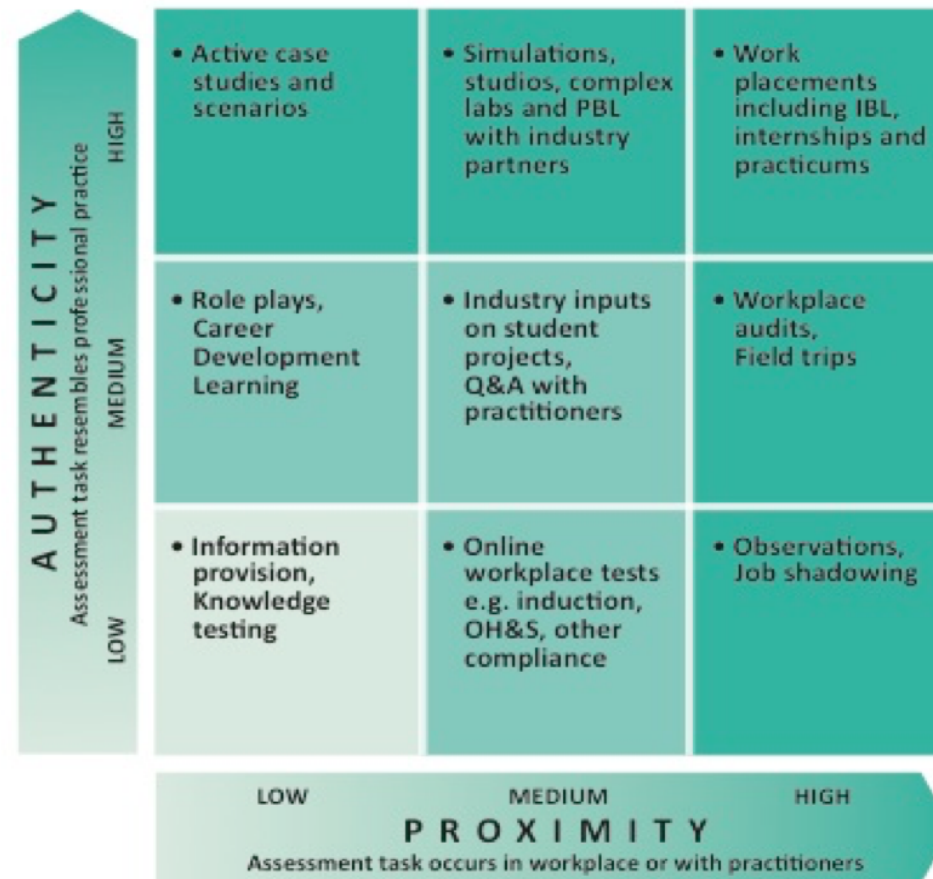 AUTHENTICITY
Assessment task resembles professional practice
HIGH
MEDIUM
LOW
• Active case
studies and
scenarios
• Simulations,
studios, complex
labs and PBL
with industry
partners
• Work
placements
including IBL,
internships and
practicums
• Role plays,
Career
Development
Learning
• Industry inputs
on student
projects,
Q&A with
practitioners
• Workplace
audits,
Field trips
• Information
provision,
Knowledge
testing
• Online
workplace tests
e.g. induction,
OH&S, other
compliance
• Observations,
Job shadowing
LOW MEDIUM HIGH
PROXIMITY
Assessment task occurs in workplace or with practitioners